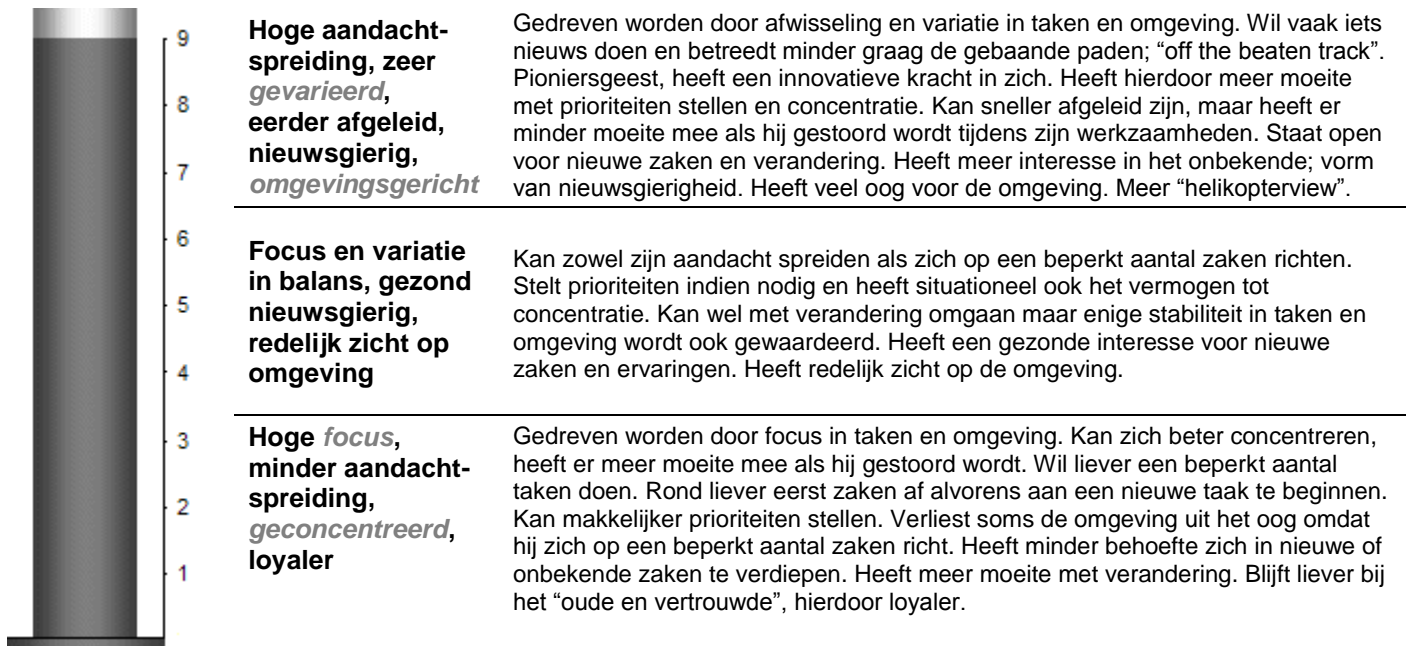 9
8
7
6
5
4
3
2
1
Hoge aandacht-
spreiding, zeer
gevarieerd,
eerder afgeleid,
nieuwsgierig,
omgevingsgericht
Gedreven worden door afwisseling en variatie in taken en omgeving. Wil vaak iets
nieuws doen en betreedt minder graag de gebaande paden; “off the beaten track”.
Pioniersgeest, heeft een innovatieve kracht in zich. Heeft hierdoor meer moeite
met prioriteiten stellen en concentratie. Kan sneller afgeleid zijn, maar heeft er
minder moeite mee als hij gestoord wordt tijdens zijn werkzaamheden. Staat open
voor nieuwe zaken en verandering. Heeft meer interesse in het onbekende; vorm
van nieuwsgierigheid. Heeft veel oog voor de omgeving. Meer “helikopterview”.
Focus en variatie
in balans, gezond
nieuwsgierig,
redelijk zicht op
omgeving
Kan zowel zijn aandacht spreiden als zich op een beperkt aantal zaken richten.
Stelt prioriteiten indien nodig en heeft situationeel ook het vermogen tot
concentratie. Kan wel met verandering omgaan maar enige stabiliteit in taken en
omgeving wordt ook gewaardeerd. Heeft een gezonde interesse voor nieuwe
zaken en ervaringen. Heeft redelijk zicht op de omgeving.
Hoge focus,
minder aandacht-
spreiding,
geconcentreerd,
loyaler
Gedreven worden door focus in taken en omgeving. Kan zich beter concentreren,
heeft er meer moeite mee als hij gestoord wordt. Wil liever een beperkt aantal
taken doen. Rond liever eerst zaken af alvorens aan een nieuwe taak te beginnen.
Kan makkelijker prioriteiten stellen. Verliest soms de omgeving uit het oog omdat
hij zich op een beperkt aantal zaken richt. Heeft minder behoefte zich in nieuwe of
onbekende zaken te verdiepen. Heeft meer moeite met verandering. Blijft liever bij
het “oude en vertrouwde”, hierdoor loyaler.